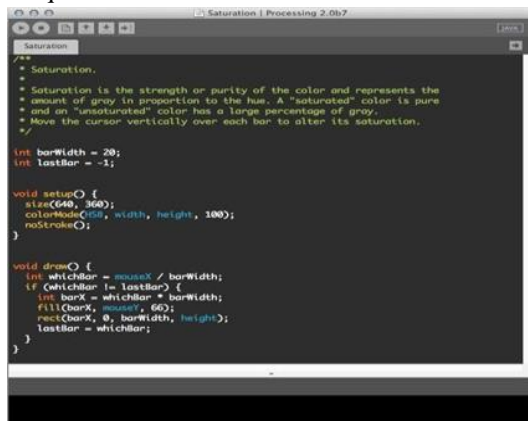 Saturation | Processing 2.0b7
Java
Saturation
/**
 * Saturation.
 *
 * Saturation is the strength or purity of the color and represents the
 * amount of gray in proportion to the hue. A "saturated" color is pure
 * and an "unsaturated" color has a large percentage of gray.
 * Move the cursor vertically over each bar to alter its saturation.
 */
int barWidth = 20;
int lastBar = -1;
void setup() {
  size(640, 360);
  colorMode(HSB, width, height, 100);
  noStroke();
}
void draw() {
  int whichBar = mouseX / barWidth;
  if (whichBar != lastBar) {
    int barX = whichBar * barWidth;
    fill(barX, mouseY, 66);
    rect(barX, 0, barWidth, height);
    lastBar = whichBar;
  }
}